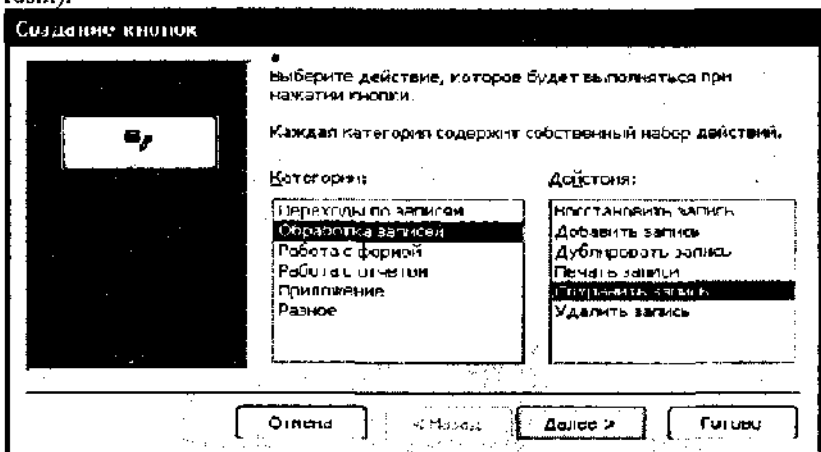 Создание кнопок
Выберите действие, которое будет выполняться при
нажатии кнопки.
Каждая категория содержит собственный набор действий.
Категории:
Действия:
Переходы по записям
Обработка записей
Работа с формой
Работа с отчетом
Приложение
Разное
Восстановить запись
Добавить запись
Дублировать запись
Печать записи
Сохранить запись
Удалить запись
Отмена
< Назад
Далее >
Готово